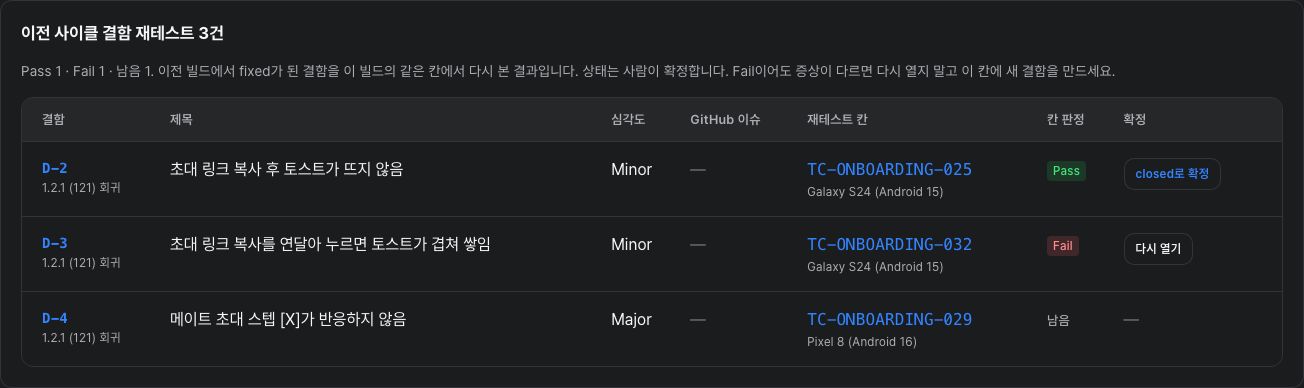 이전 사이클 결함 재테스트 3건
Pass 1 · Fail 1 · 남음 1. 이전 빌드에서 fixed가 된 결함을 이 빌드의 같은 칸에서 다시 본 결과입니다. 상태는 사람이 확정합니다. Fail이어도 증상이 다르면 다시 열지 말고 이 칸에 새 결함을 만드세요.
결함 제목 심각도 GitHub 이슈 재테스트 칸 칸 판정 확정
D-2 초대 링크 복사 후 토스트가 뜨지 않음 Minor — TC-ONBOARDING-025 Pass closed로 확정
1.2.1 (121) 회귀 Galaxy S24 (Android 15)
D-3 초대 링크 복사를 연달아 누르면 토스트가 겹쳐 쌓임 Minor — TC-ONBOARDING-032 Fail 다시 열기
1.2.1 (121) 회귀 Galaxy S24 (Android 15)
D-4 메이트 초대 스텝 [X]가 반응하지 않음 Major — TC-ONBOARDING-029 남음 —
1.2.1 (121) 회귀 Pixel 8 (Android 16)